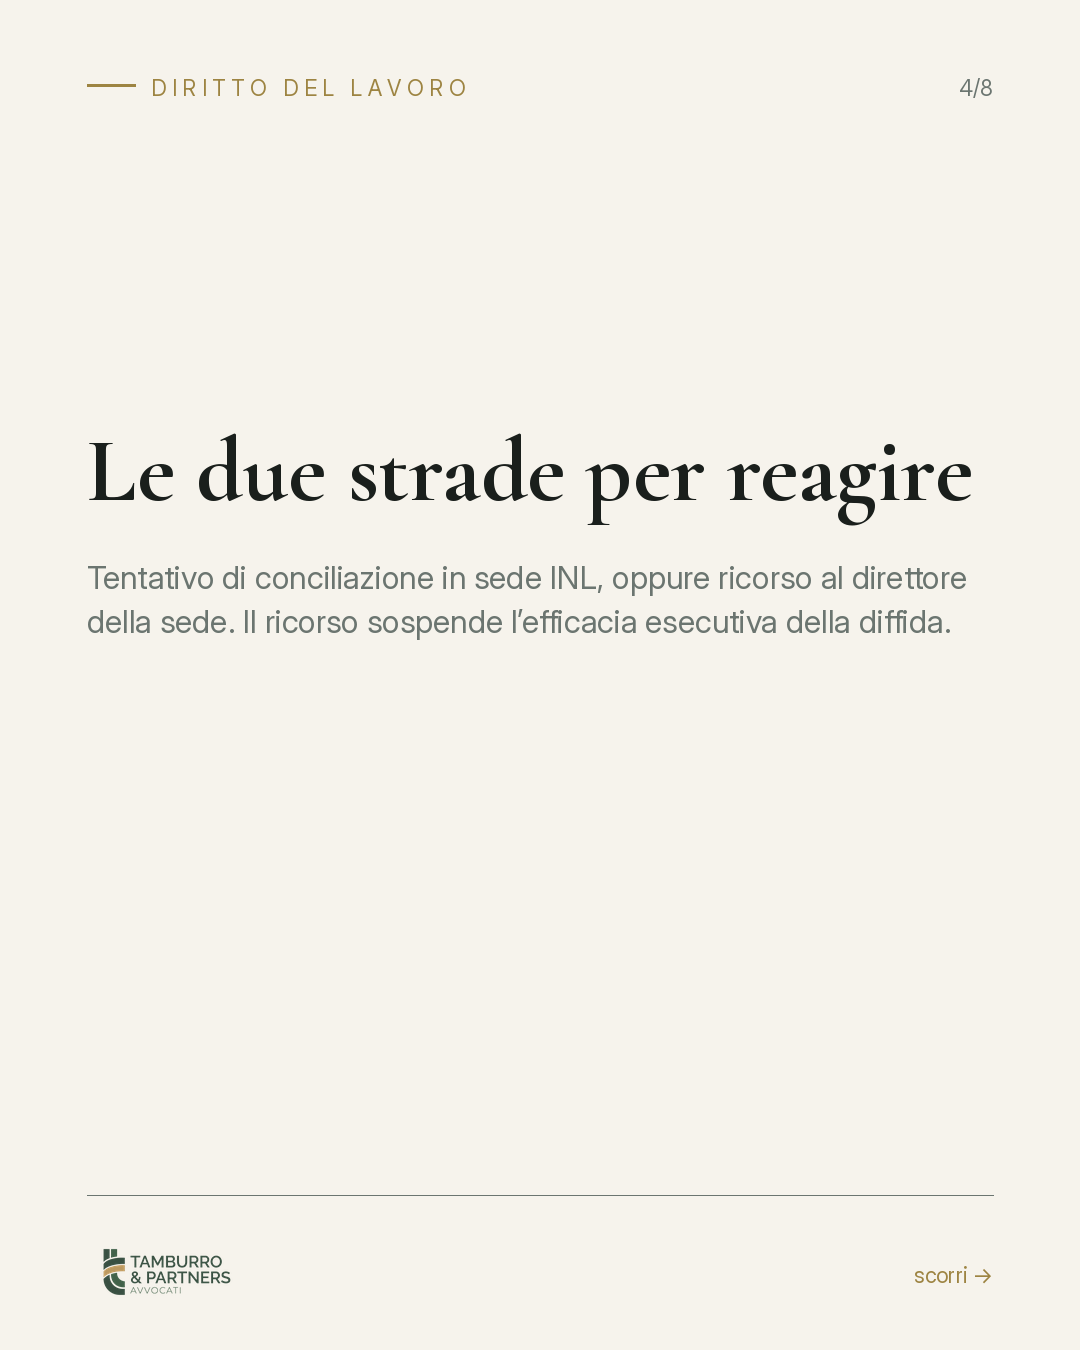 DIRITTO DEL LAVORO
4/8
Le due strade per reagire
Tentativo di conciliazione in sede INL, oppure ricorso al direttore
della sede. Il ricorso sospende l’efficacia esecutiva della diffida.
TAMBURRO
& PARTNERS
AVVOCATI
scorri →